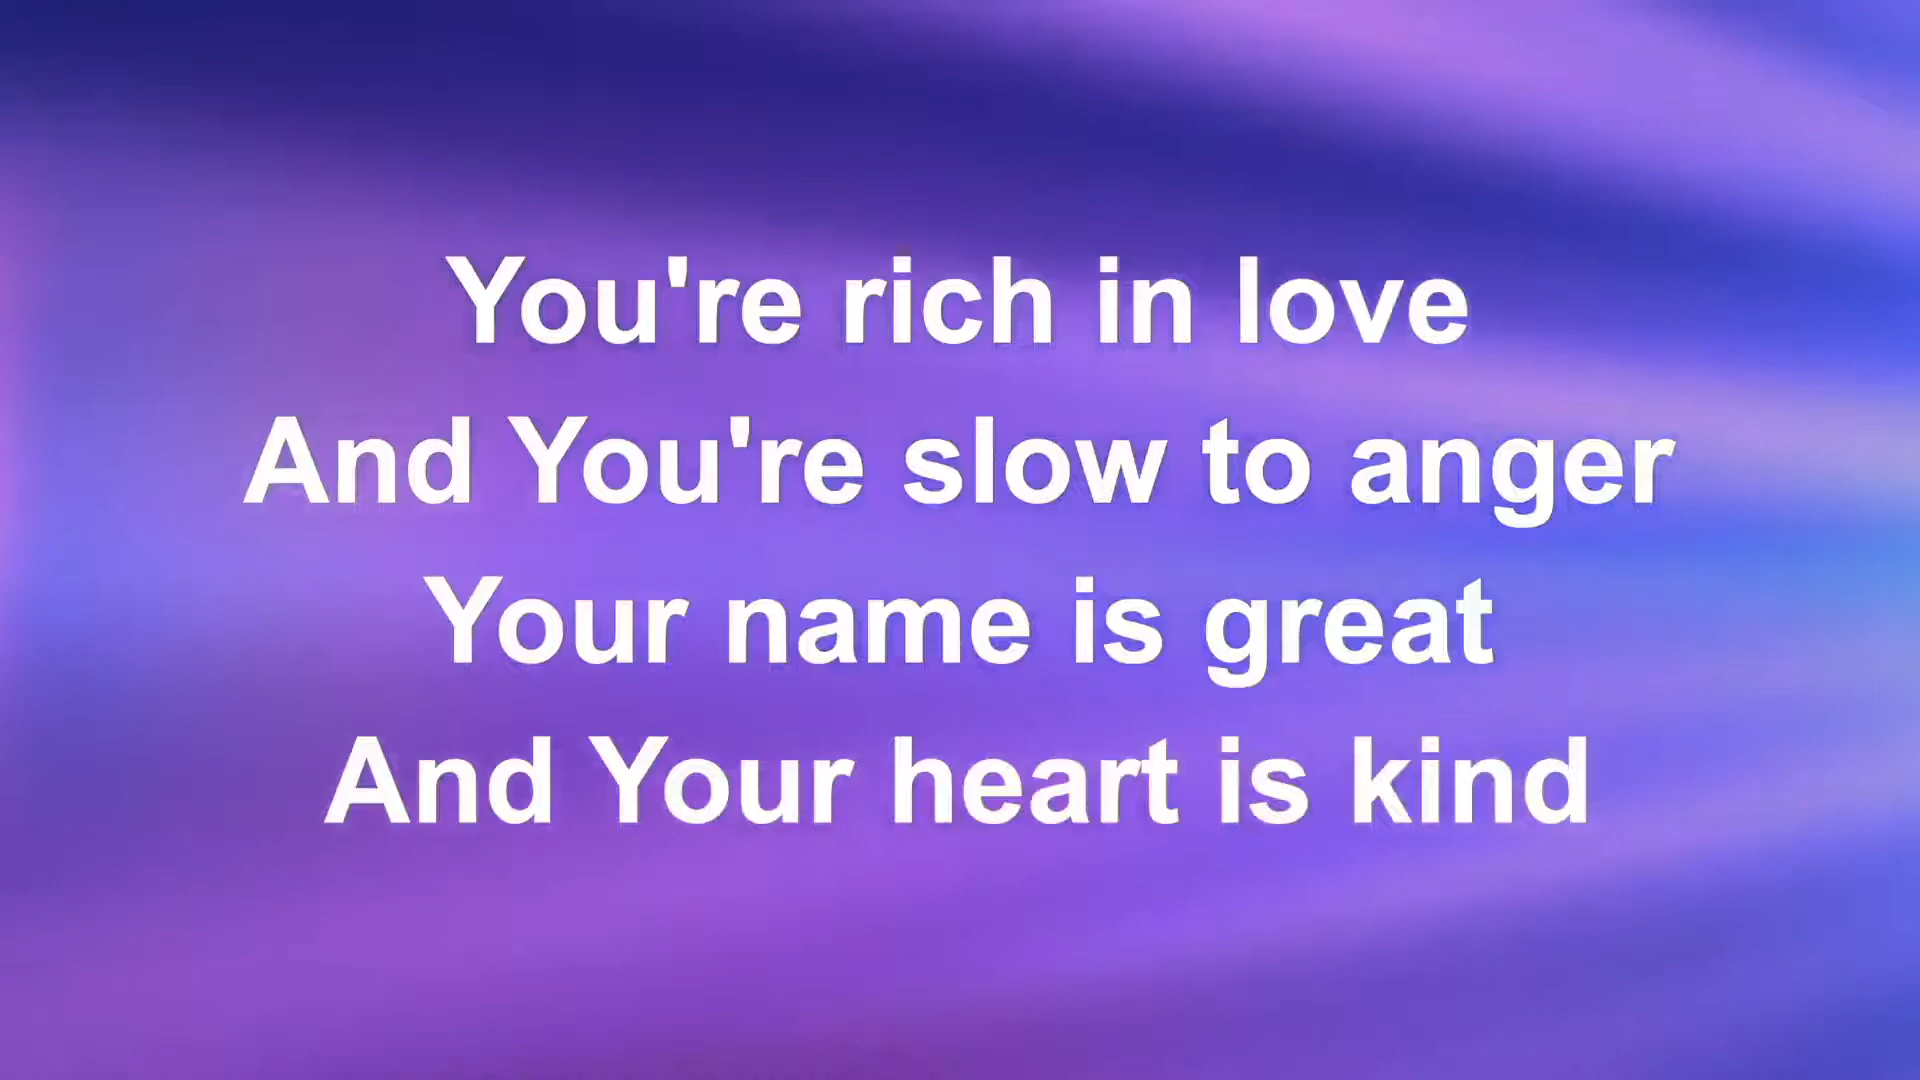 You're rich in love
And You're slow to anger
Your name is great
And Your heart is kind